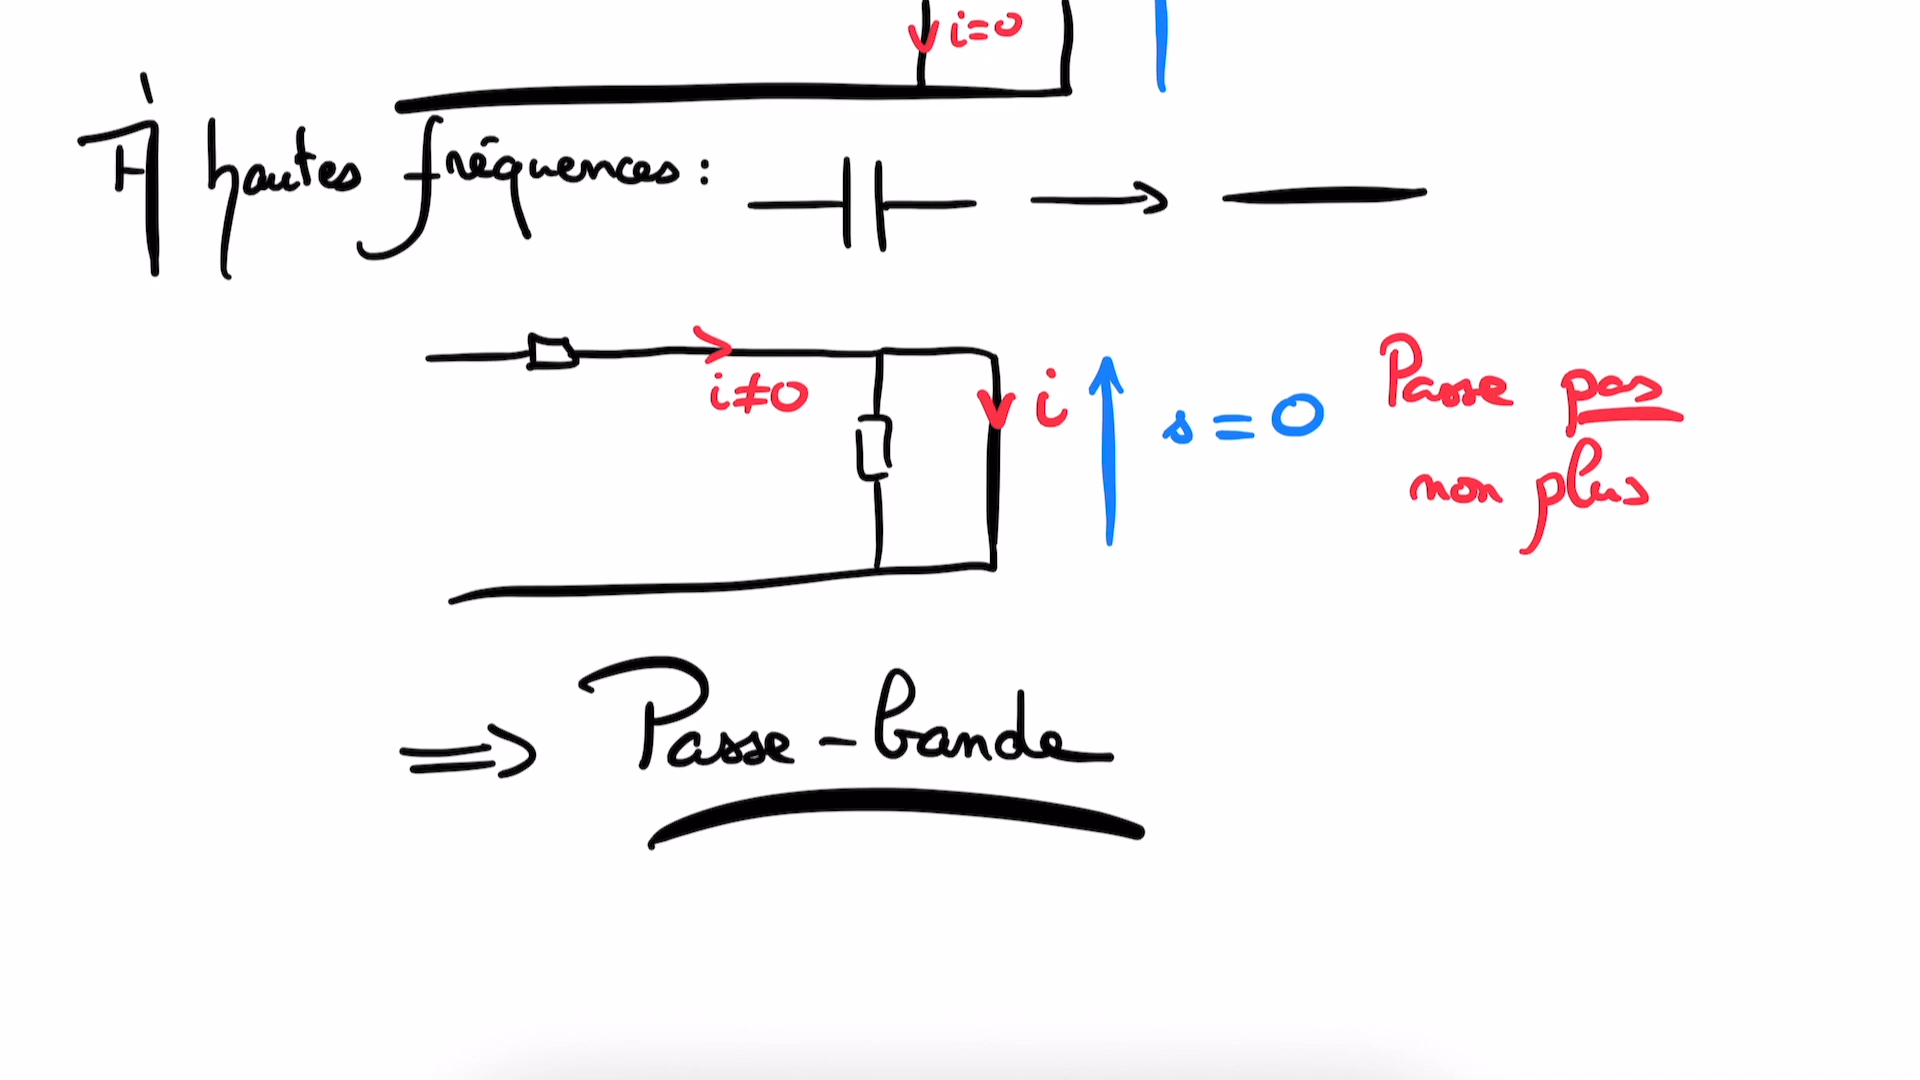 i=0
À hautes fréquences :
i≠0
i
s = 0
Passe pas
non plus
⇒ Passe-bande